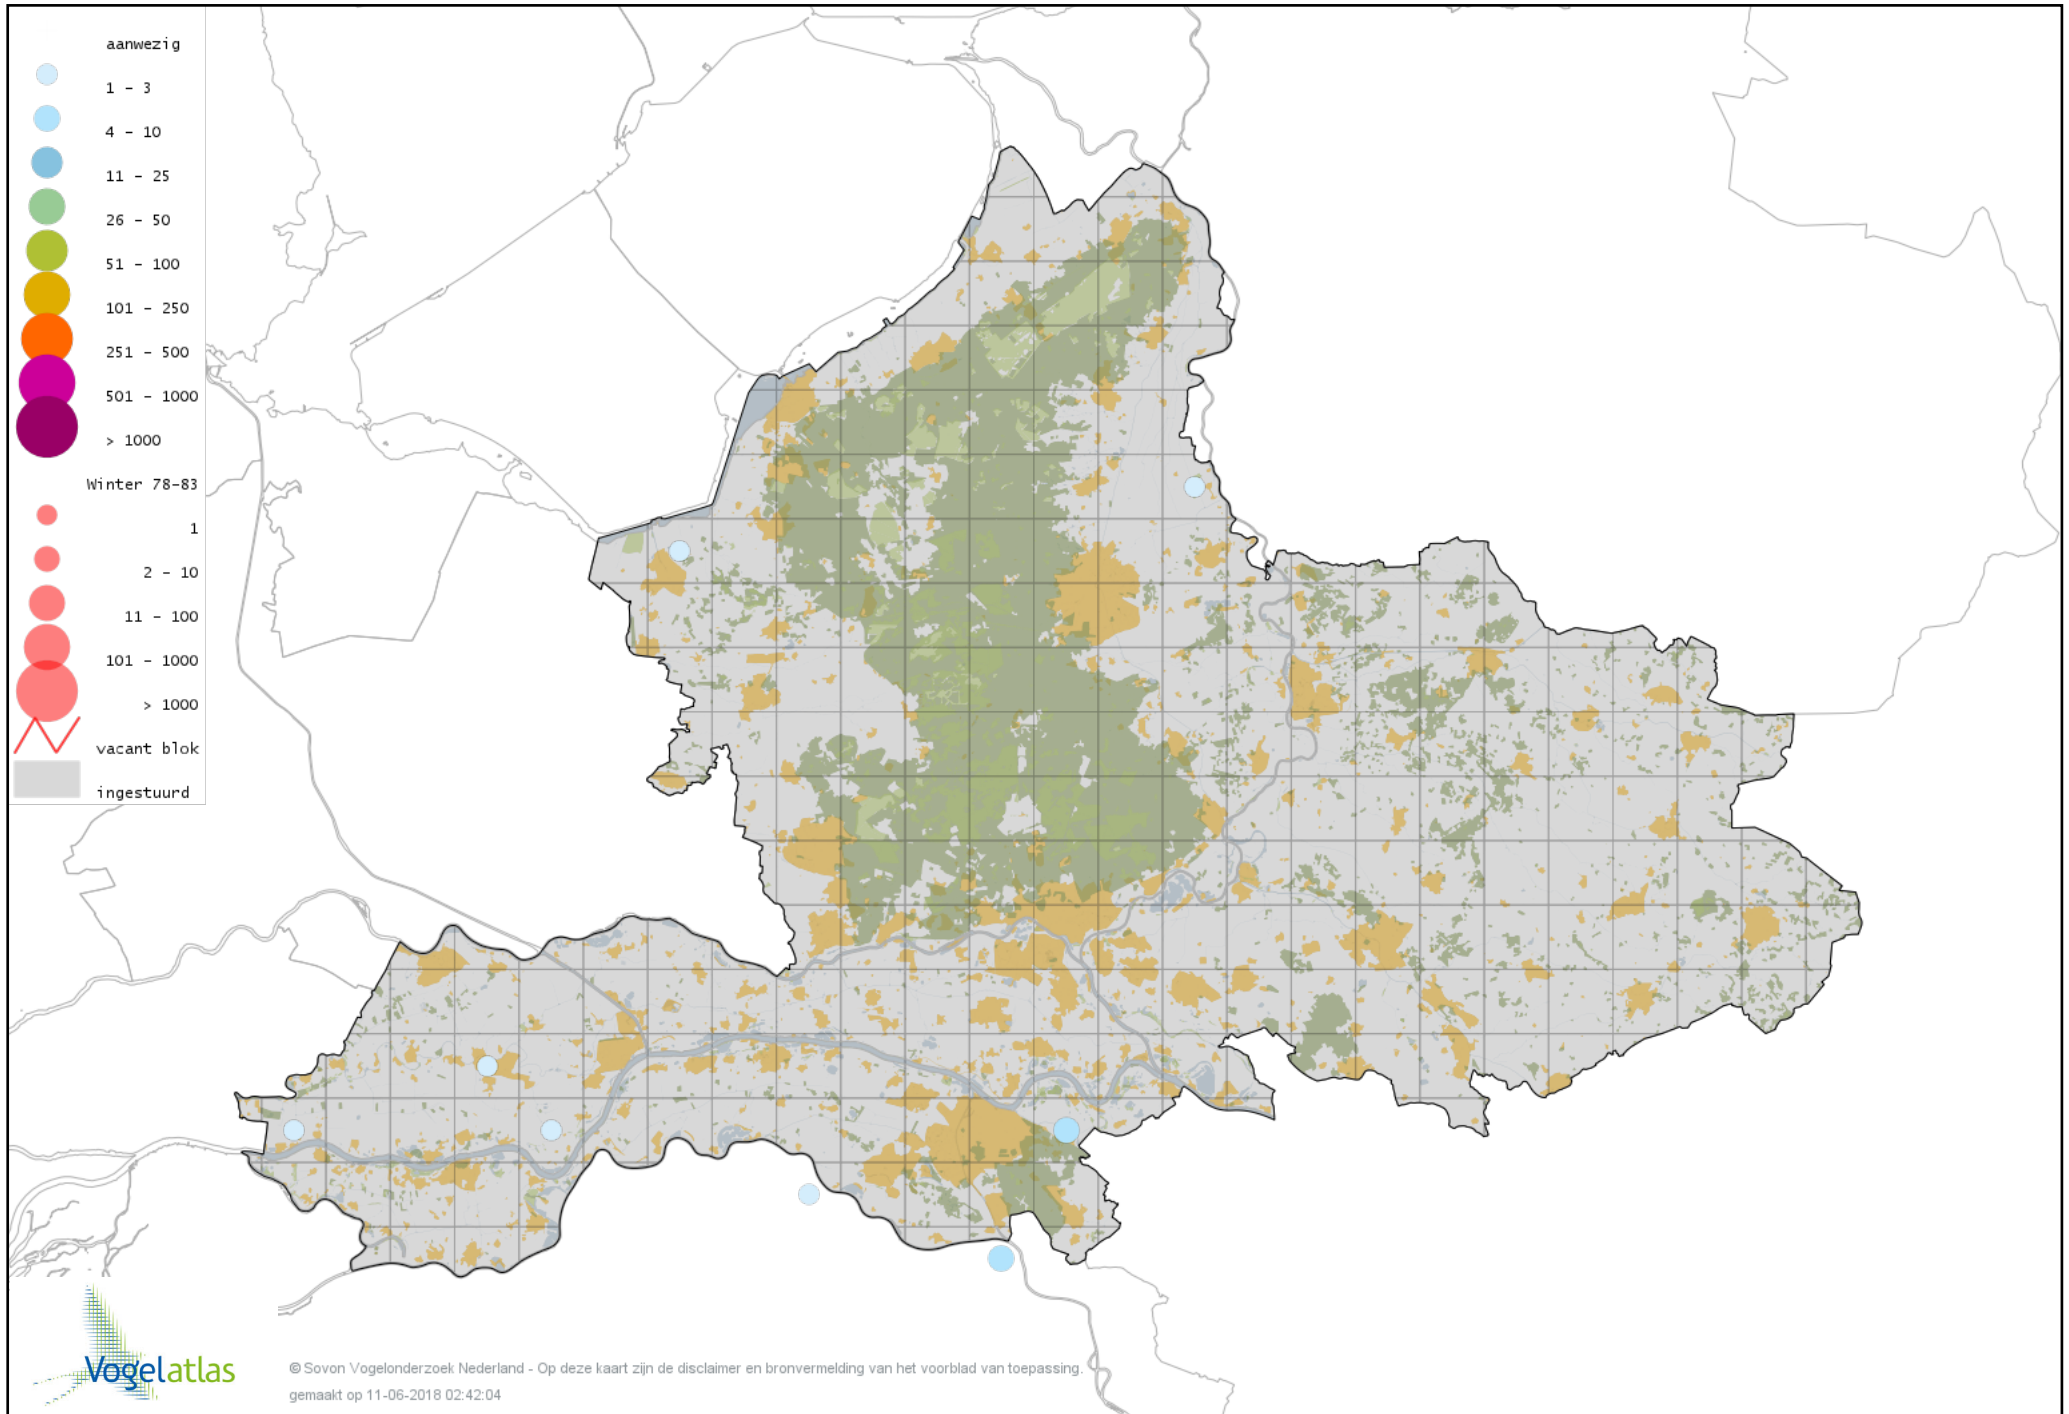 aanwezig
1 - 3
4 - 10
11 - 25
26 - 50
51 - 100
101 - 250
251 - 500
501 - 1000
> 1000
Winter 78-83
1
2 - 10
11 - 100
101 - 1000
> 1000
vacant blok
ingestuurd
Vogelatlas
© Sovon Vogelonderzoek Nederland - Op deze kaart zijn de disclaimer en bronvermelding van het voorblad van toepassing.
gemaakt op 11-06-2018 02:42:04